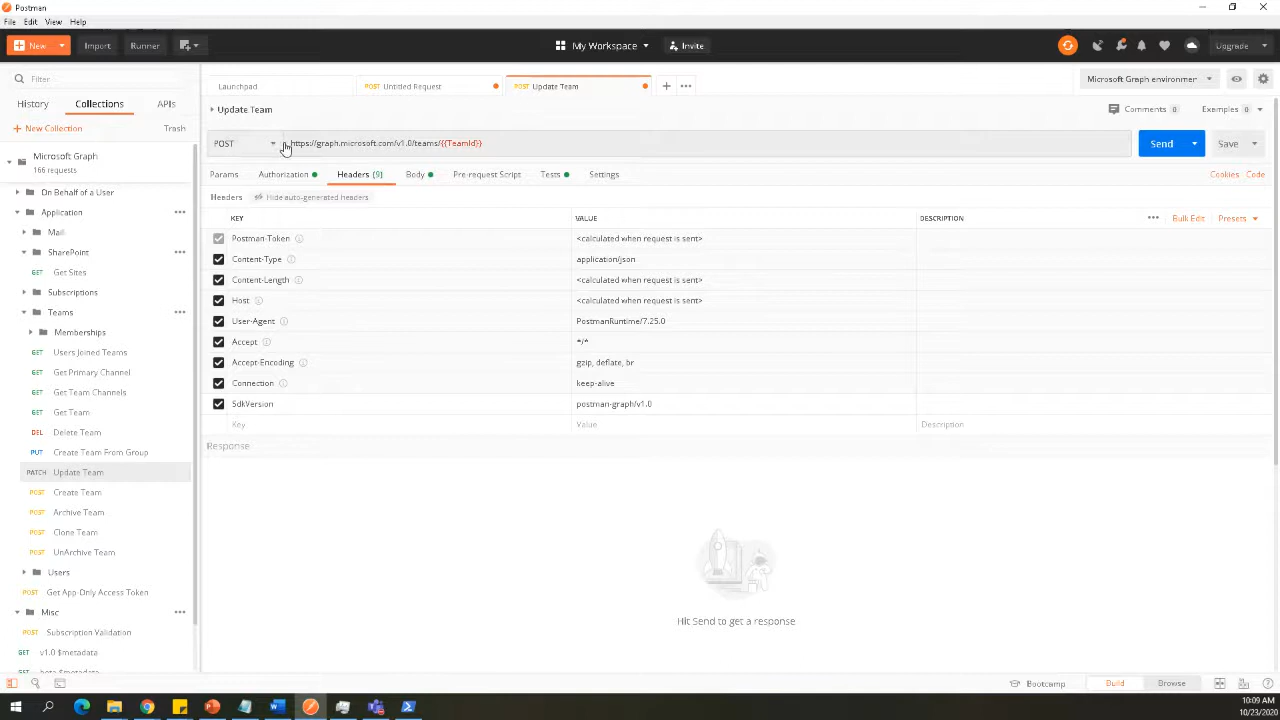 Postman
File Edit View Help
New Import Runner My Workspace Invite Upgrade
Filter
History Collections APIs
New Collection Trash
Microsoft Graph
166 requests
On Behalf of a User
Application
Mail
SharePoint
GET Get Sites
Subscriptions
Teams
Memberships
GET Users Joined Teams
GET Get Primary Channel
GET Get Team Channels
GET Get Team
DEL Delete Team
PUT Create Team From Group
PATCH Update Team
POST Create Team
POST Archive Team
POST Clone Team
POST UnArchive Team
Users
POST Get App-Only Access Token
Misc
POST Subscription Validation
GET v1.0 $metadata
beta $metadata
Launchpad POST Untitled Request POST Update Team Microsoft Graph environmer
Update Team Comments 0 Examples 0
POST https://graph.microsoft.com/v1.0/teams/{{TeamId}} Send Save
Params Authorization Headers (9) Body Pre-request Script Tests Settings Cookies Code
Headers Hide auto-generated headers
KEY VALUE DESCRIPTION Bulk Edit Presets
Postman-Token <calculated when request is sent>
Content-Type application/json
Content-Length <calculated when request is sent>
Host <calculated when request is sent>
User-Agent PostmanRuntime/7.25.0
Accept */*
Accept-Encoding gzip, deflate, br
Connection keep-alive
SdkVersion postman-graph/v1.0
Key Value Description
Response
Hit Send to get a response
Bootcamp Build Browse
10:09 AM
10/23/2020